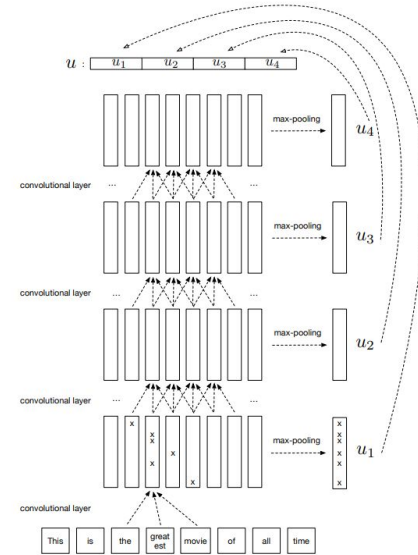 u : u1 u2 u3 u4
max-pooling u4
convolutional layer ... ...
max-pooling u3
convolutional layer ... ...
max-pooling u2
convolutional layer ... ...
x x x x x x
max-pooling u1
x x x x x
convolutional layer
This is the great est movie of all time